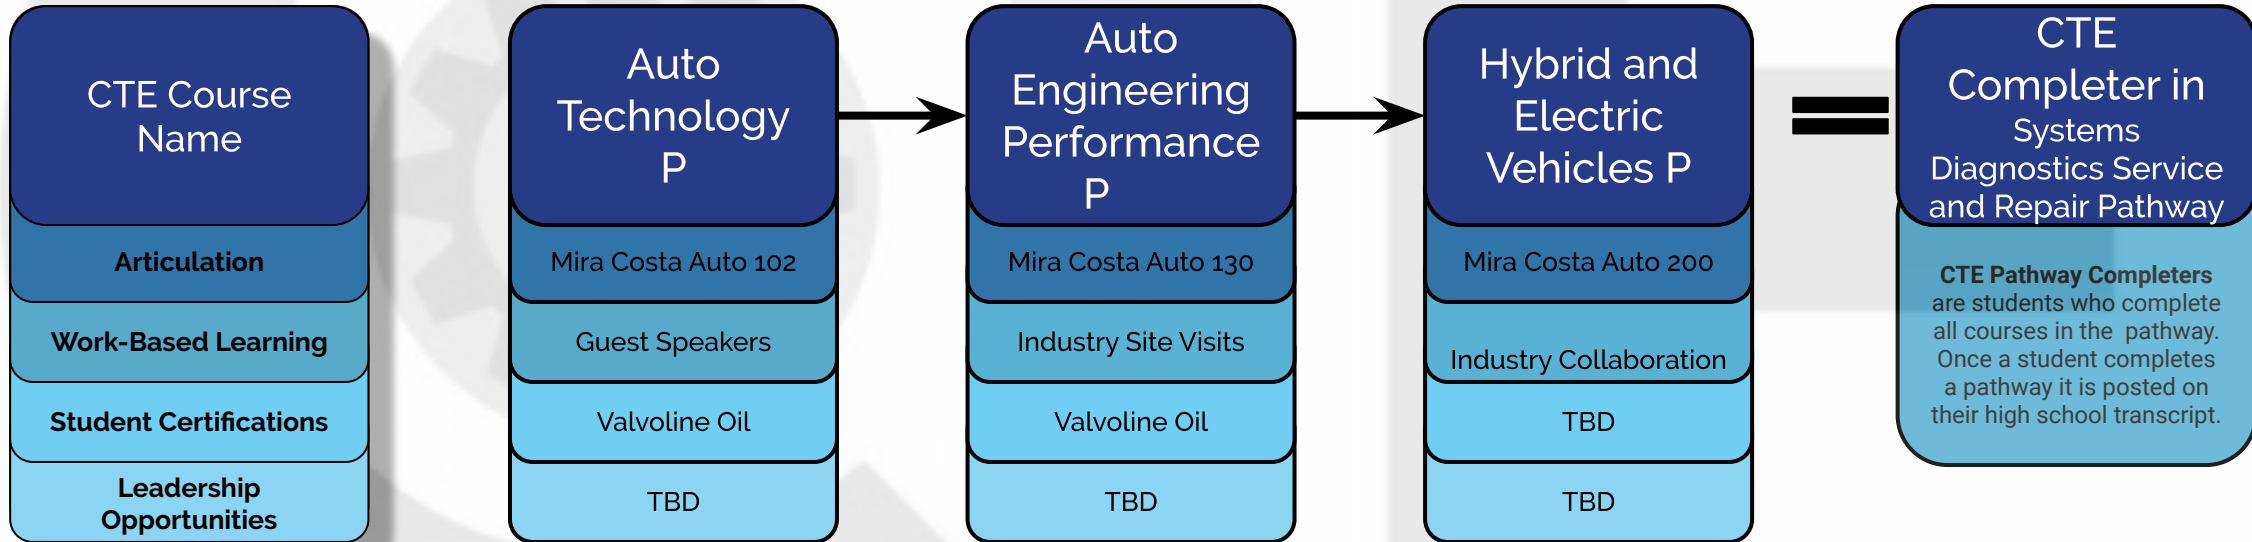 CTE Course
Name
Articulation
Work-Based Learning
Student Certifications
Leadership
Opportunities
Auto
Technology
P
Mira Costa Auto 102
Guest Speakers
Valvoline Oil
TBD
Auto
Engineering
Performance
P
Mira Costa Auto 130
Industry Site Visits
Valvoline Oil
TBD
Hybrid and
Electric
Vehicles P
Mira Costa Auto 200
Industry Collaboration
TBD
TBD
CTE
Completer in
Systems
Diagnostics Service
and Repair Pathway
CTE Pathway Completers
are students who complete
all courses in the pathway.
Once a student completes
a pathway it is posted on
their high school transcript.